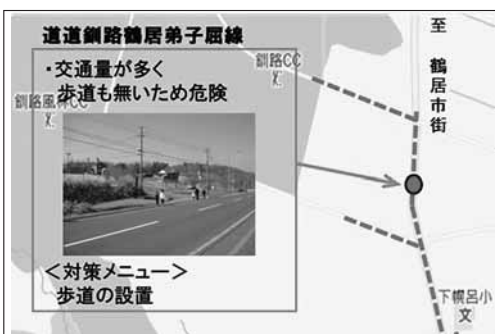 道道釧路鶴居弟子屈線
・交通量が多く
歩道も無いため危険
<対策メニュー>
歩道の設置
釧路CC
釧路風林CC
至 鶴居市街
下幌呂小
文